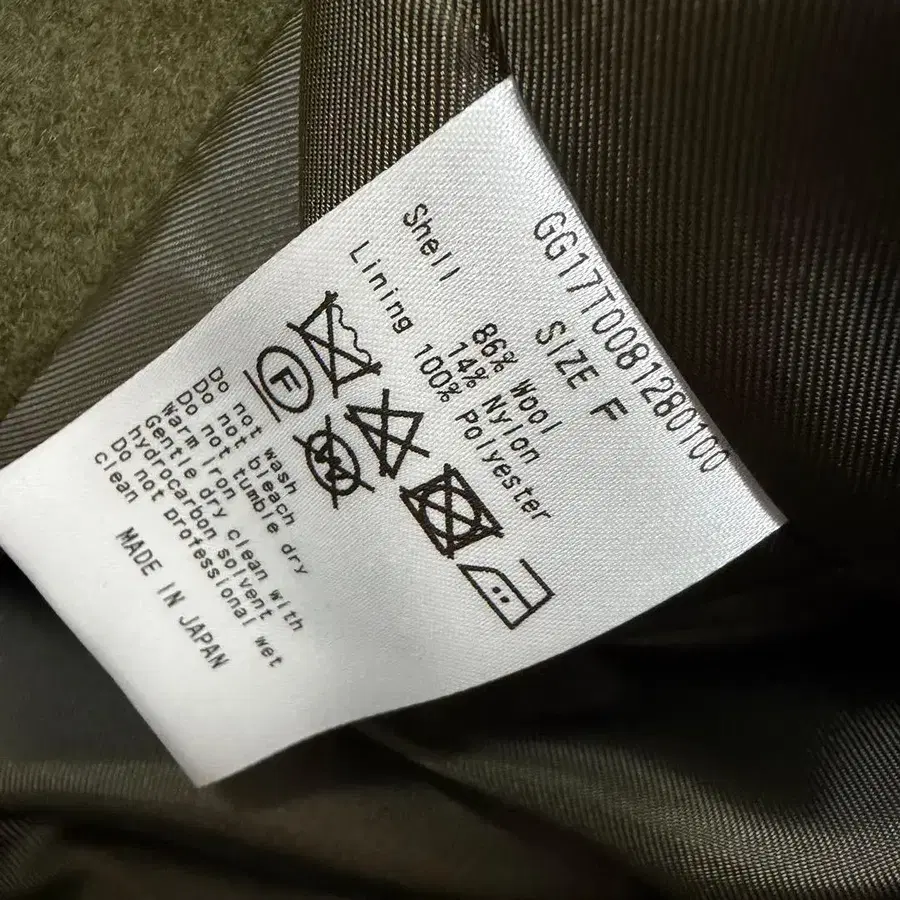 GG17T0081280100
SIZE F
Shell 86% Wool
14% Nylon
Lining 100% Polyester
F
W
Do not wash
Do not bleach
Do not tumble dry
Warm iron
Gentle dry clean with
hydrocarbon solvent
Do not professional wet
clean
MADE IN JAPAN